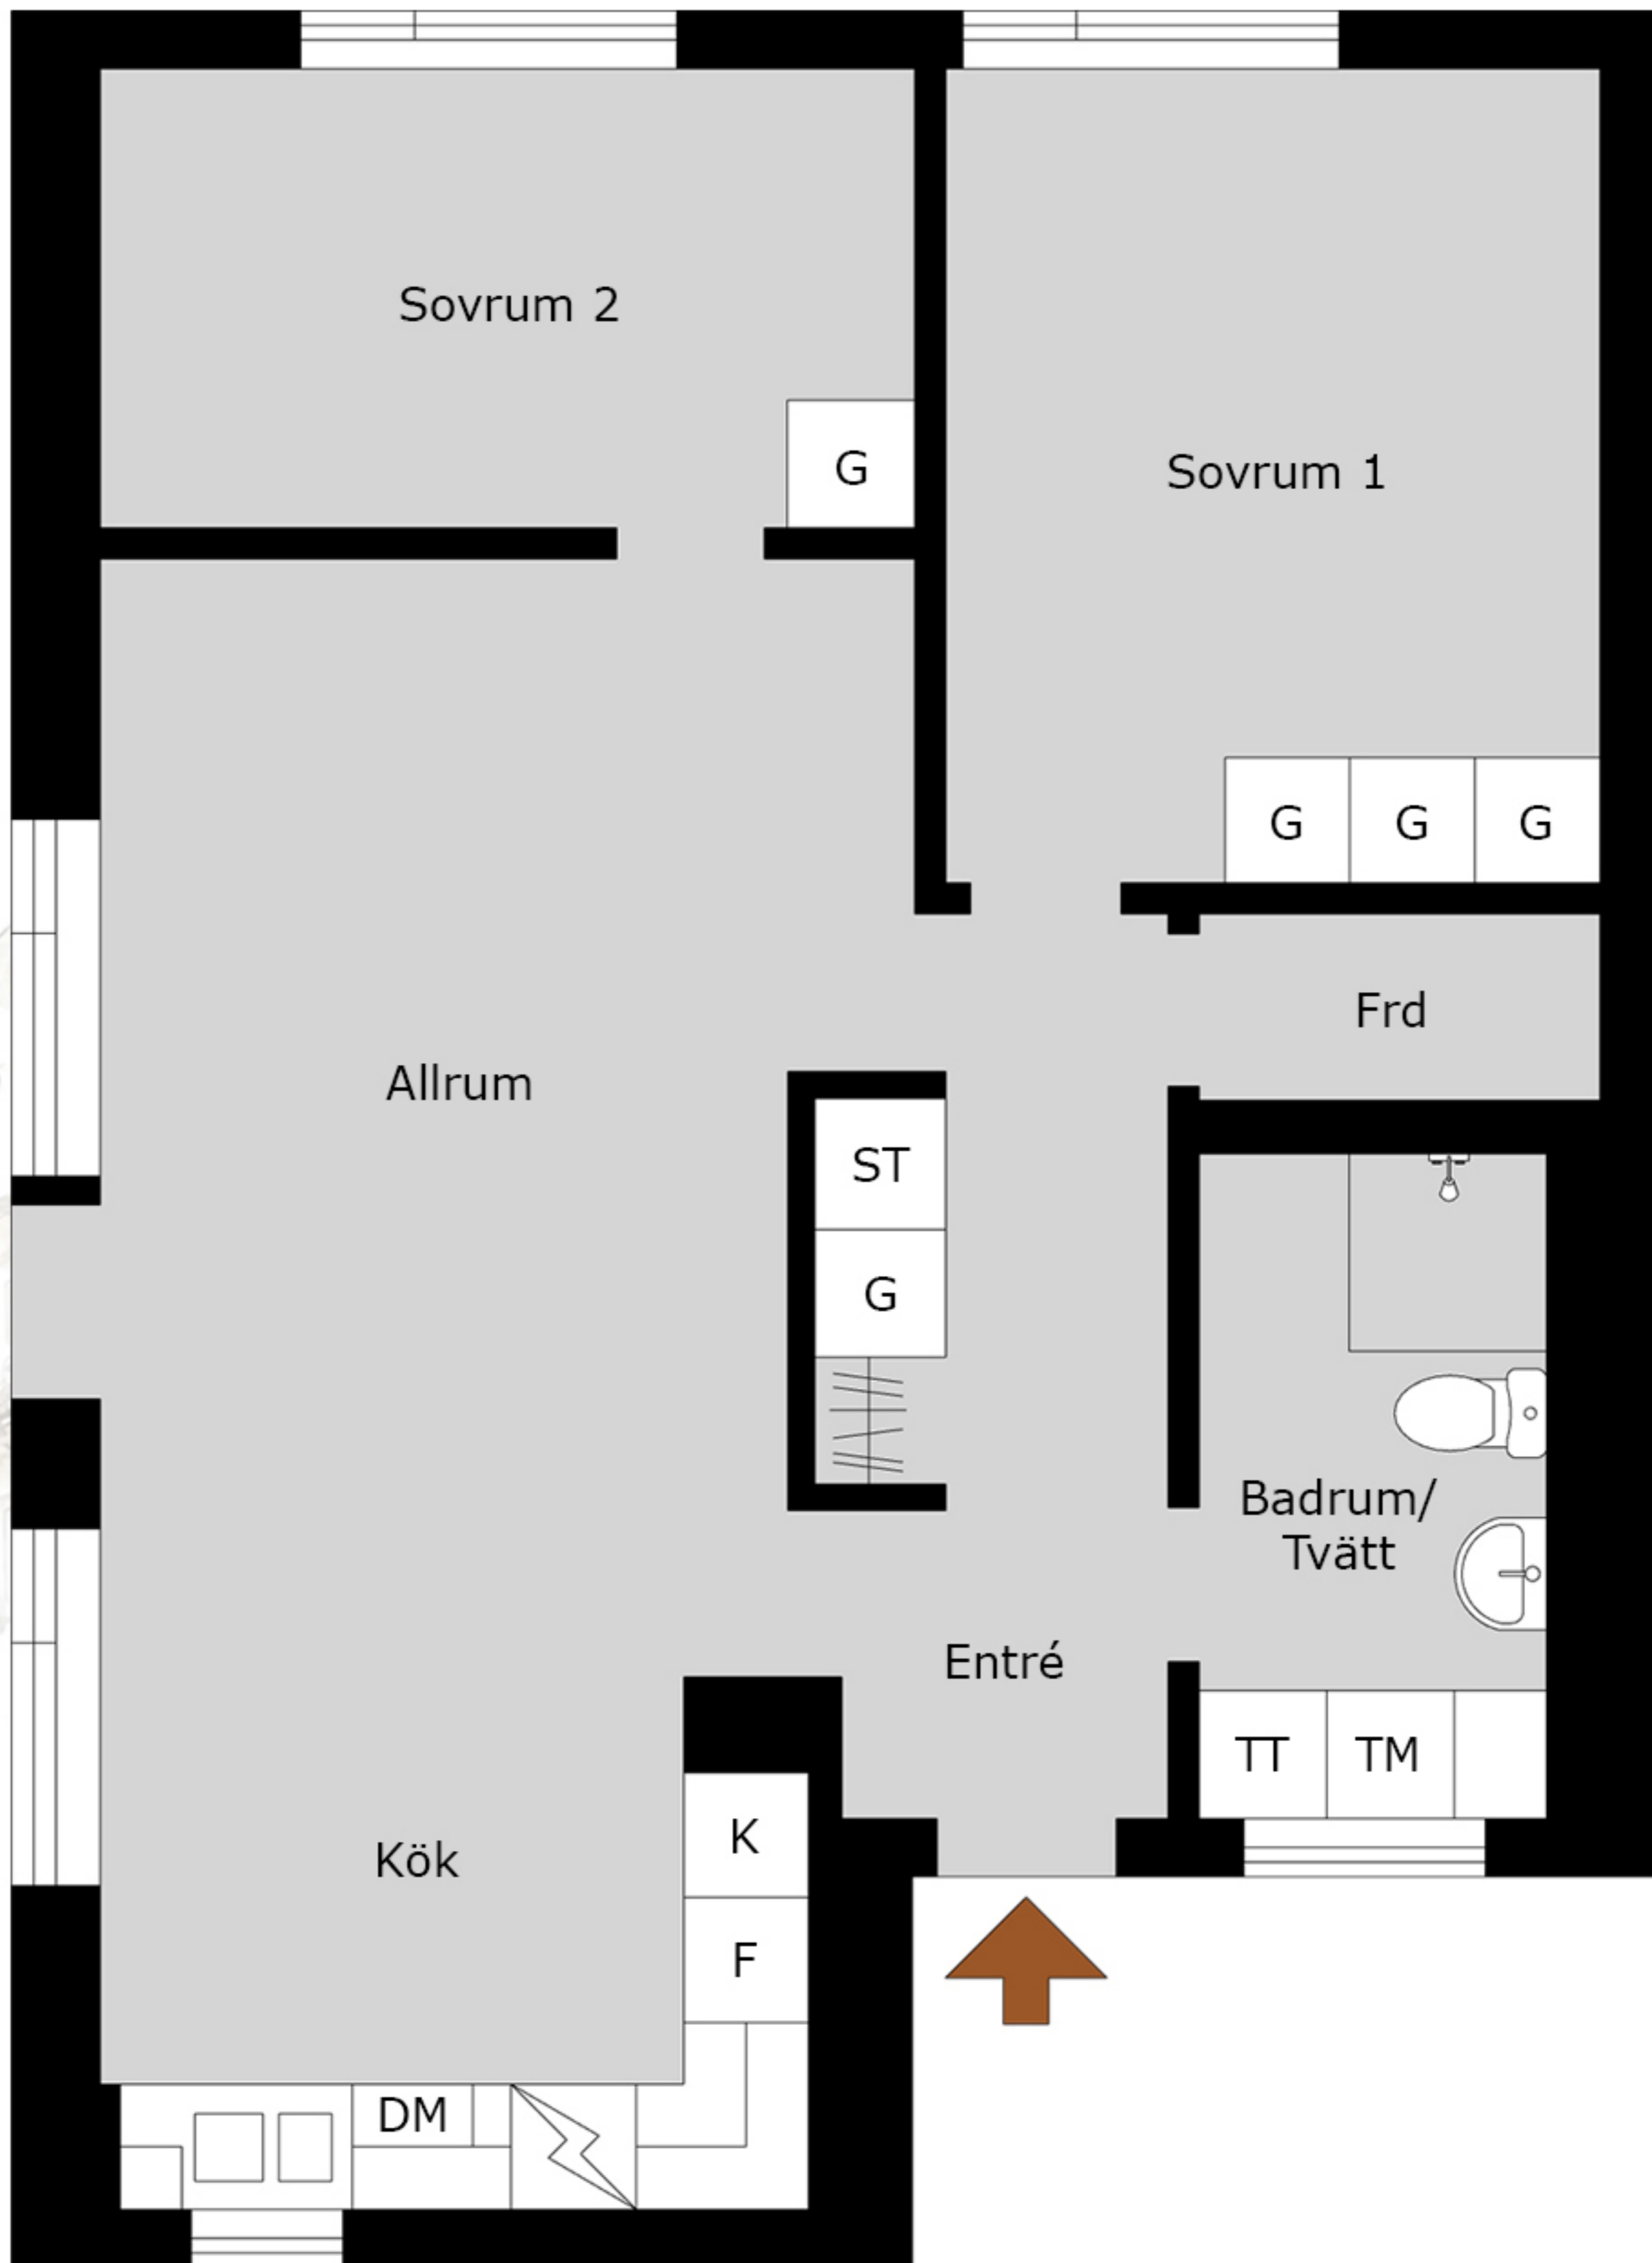 Sovrum 2
G
Sovrum 1
G G G
Frd
Allrum
ST
G
Badrum/
Tvätt
Entré
TT TM
K
Kök
F
DM